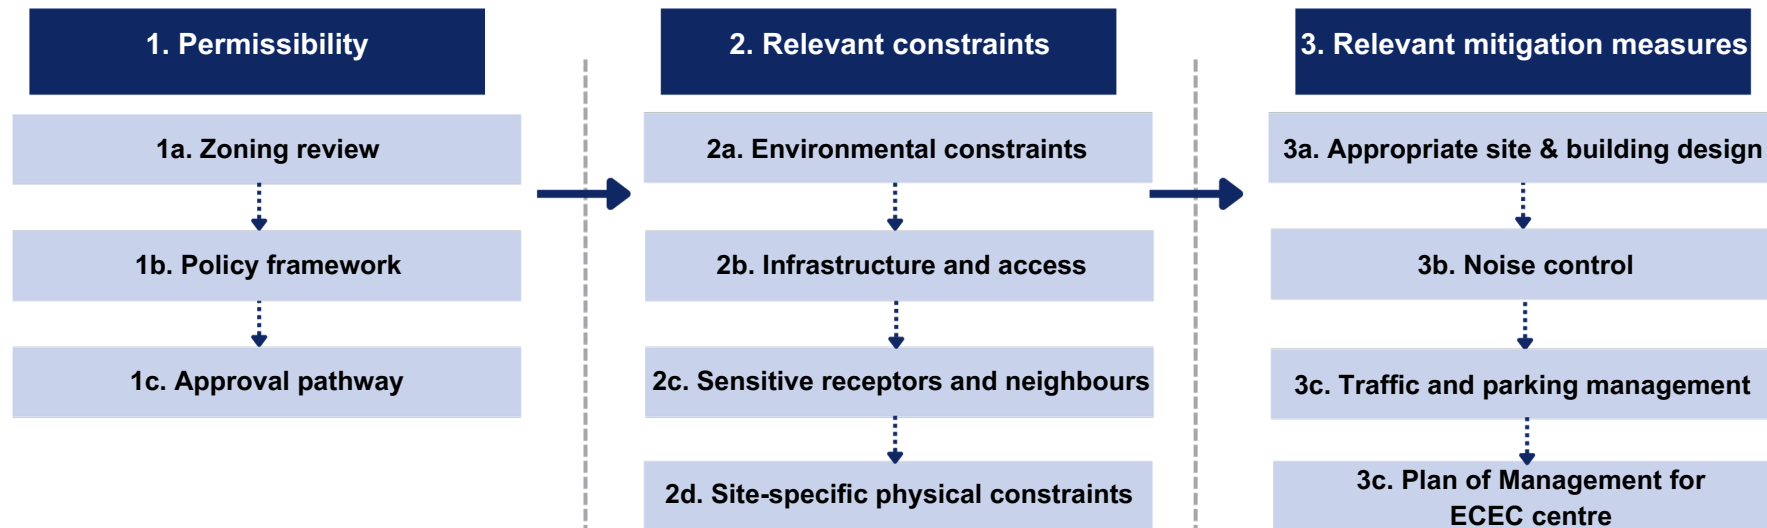 1. Permissibility
1a. Zoning review
1b. Policy framework
1c. Approval pathway
2. Relevant constraints
2a. Environmental constraints
2b. Infrastructure and access
2c. Sensitive receptors and neighbours
2d. Site-specific physical constraints
3. Relevant mitigation measures
3a. Appropriate site & building design
3b. Noise control
3c. Traffic and parking management
3c. Plan of Management for
ECEC centre